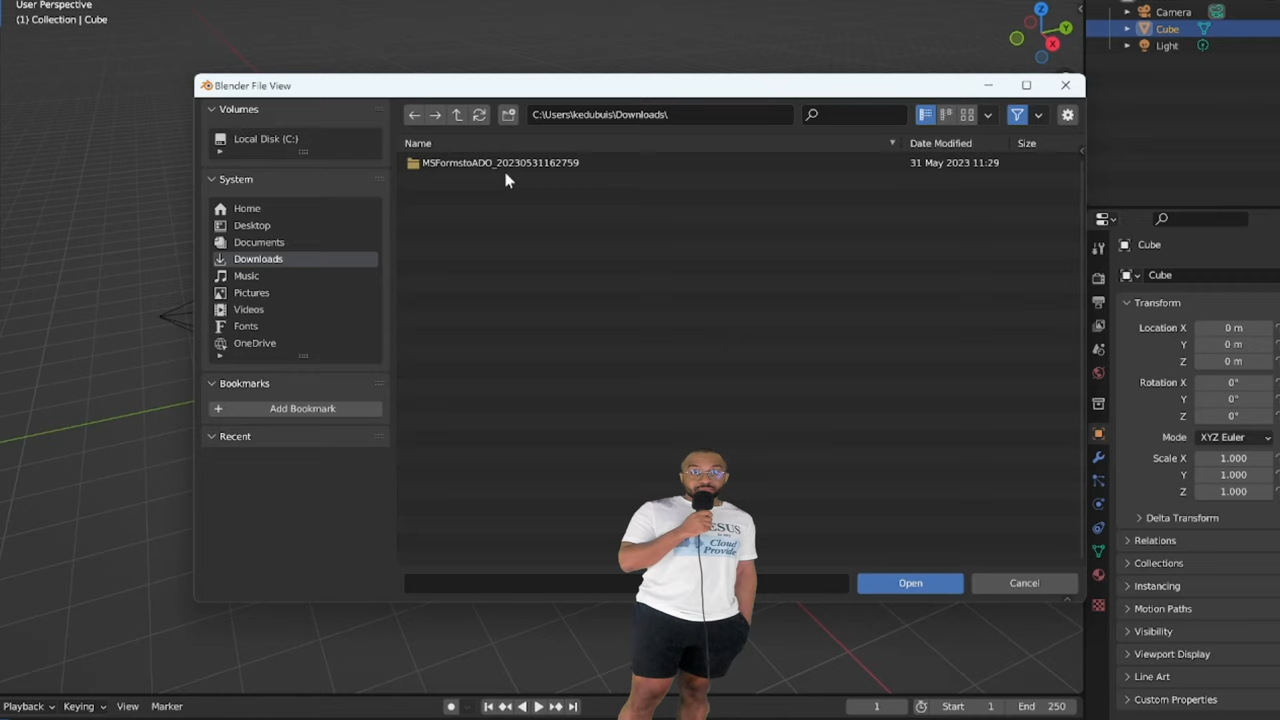 User Perspective
(1) Collection | Cube
Camera
Cube
Light
Y
Z
X
Blender File View
Volumes
Local Disk (C:)
System
Home
Desktop
Documents
Downloads
Music
Pictures
Videos
Fonts
OneDrive
Bookmarks
Add Bookmark
Recent
C:\Users\kedubuis\Downloads\
Name
Date Modified
Size
MSFormstoADO_20230531162759
31 May 2023 11:29
Open
Cancel
Cloud
Provide
Cube
Cube
Transform
Location X
0 m
Y
0 m
Z
0 m
Rotation X
0°
Y
0°
Z
0°
Mode
XYZ Euler
Scale X
1.000
Y
1.000
Z
1.000
Delta Transform
Relations
Collections
Instancing
Motion Paths
Visibility
Viewport Display
Line Art
Custom Properties
Playback
Keying
View
Marker
1
Start
1
End
250